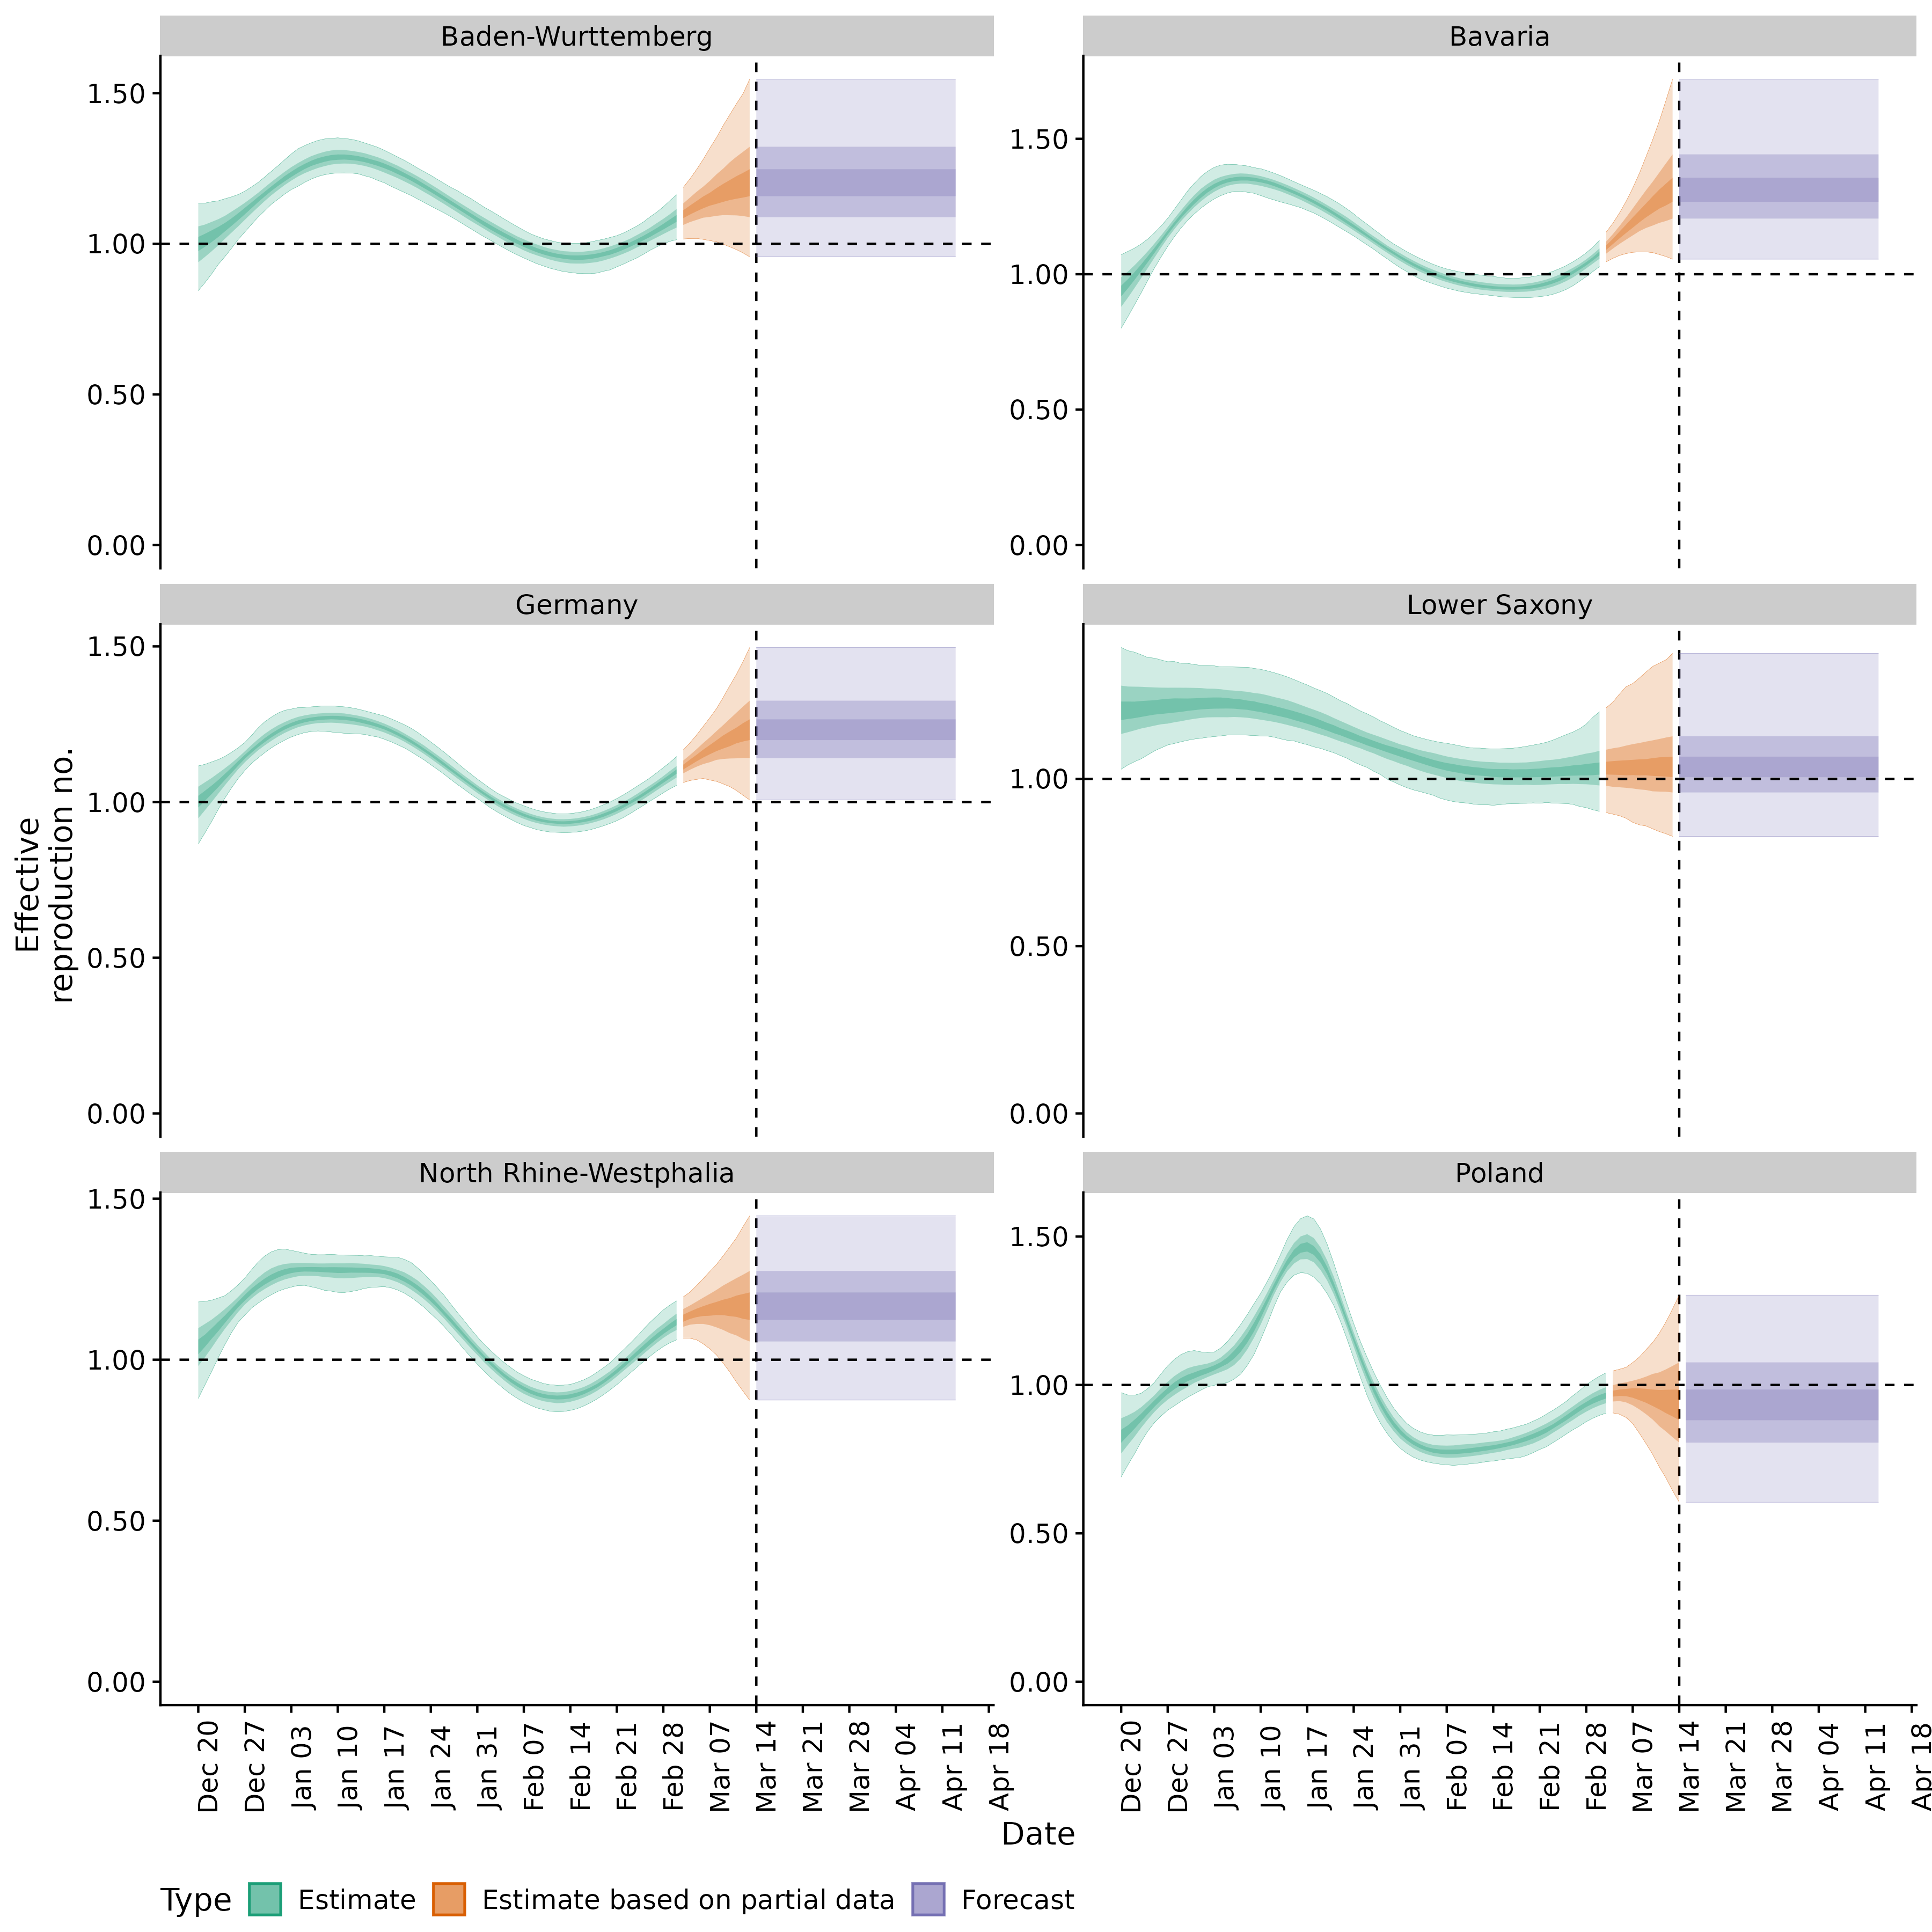 Baden-Wurttemberg
Bavaria
1.50
1.00
0.50
0.00
1.50
1.00
0.50
0.00
Germany
Lower Saxony
1.50
1.00
0.50
0.00
1.00
0.50
0.00
Effective
reproduction no.
North Rhine-Westphalia
Poland
1.50
1.00
0.50
0.00
1.50
1.00
0.50
0.00
Dec 20
Dec 27
Jan 03
Jan 10
Jan 17
Jan 24
Jan 31
Feb 07
Feb 14
Feb 21
Feb 28
Mar 07
Mar 14
Mar 21
Mar 28
Apr 04
Apr 11
Apr 18
Dec 20
Dec 27
Jan 03
Jan 10
Jan 17
Jan 24
Jan 31
Feb 07
Feb 14
Feb 21
Feb 28
Mar 07
Mar 14
Mar 21
Mar 28
Apr 04
Apr 11
Apr 18
Date
Type Estimate Estimate based on partial data Forecast